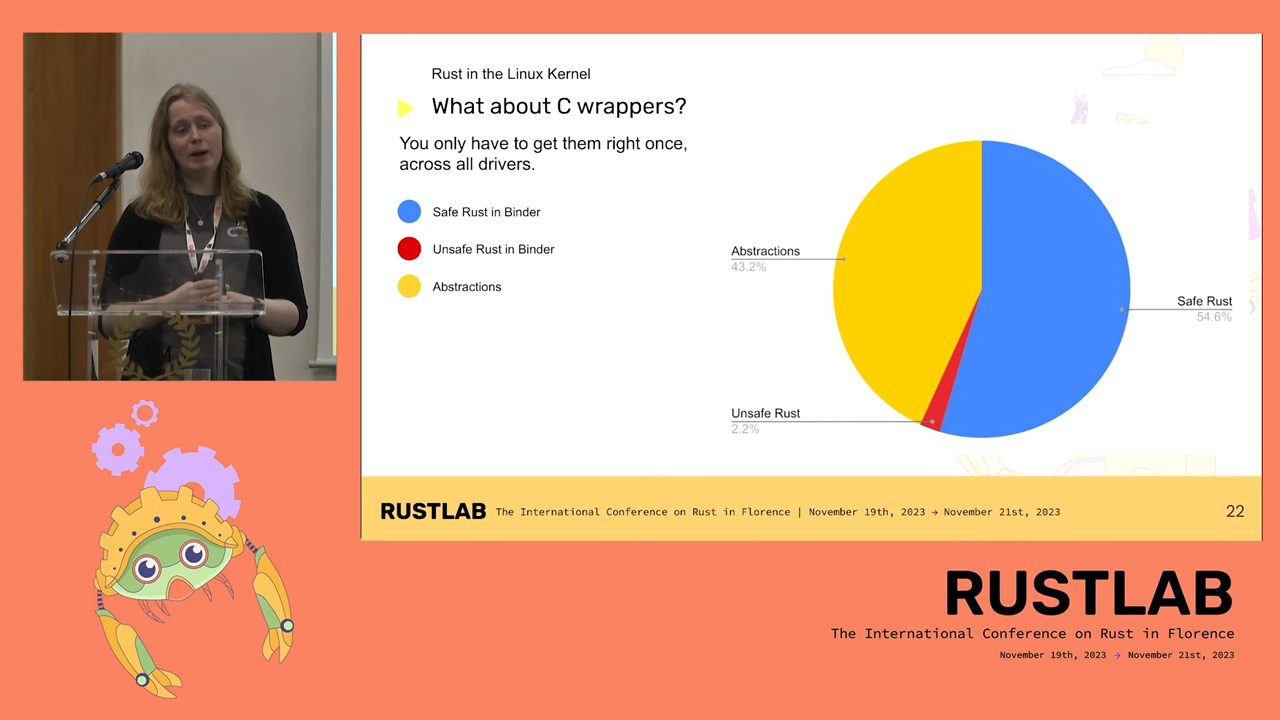 Rust in the Linux Kernel
What about C wrappers?
You only have to get them right once,
across all drivers.
Safe Rust in Binder
Unsafe Rust in Binder
Abstractions
Abstractions
43.2%
Safe Rust
54.6%
Unsafe Rust
2.2%
RUSTLAB The International Conference on Rust in Florence | November 19th, 2023 → November 21st, 2023
22
RUSTLAB
The International Conference on Rust in Florence
November 19th, 2023 → November 21st, 2023